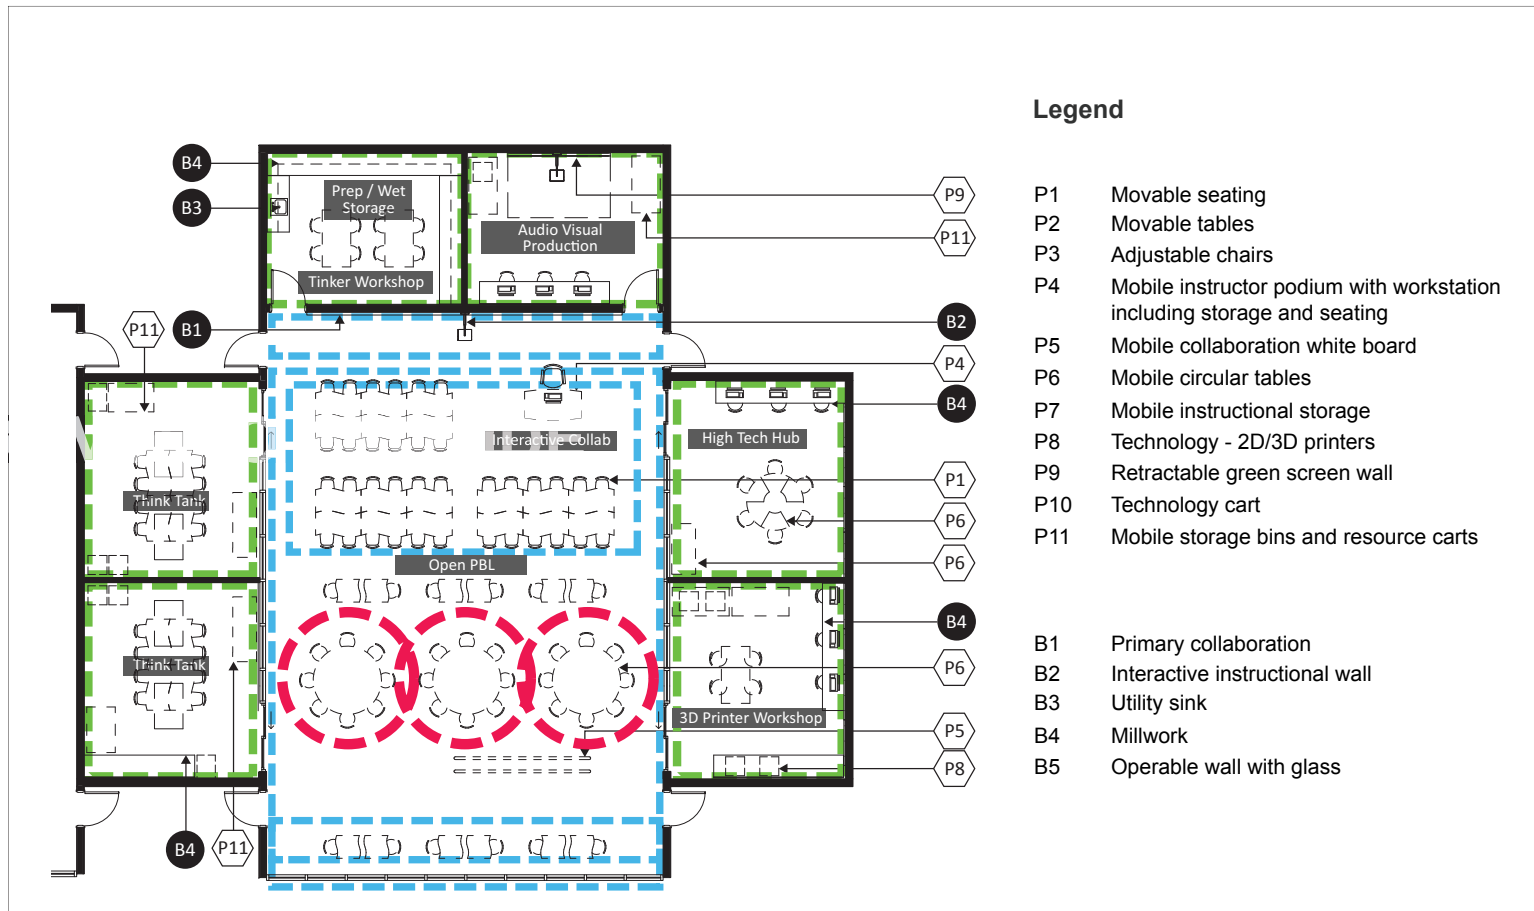 Legend
B4
B3
Prep / Wet
Storage
Tinker Workshop
Audio Visual
Production
P9
P11
P11
B1
B2
P4
B4
Interactive Collab
High Tech Hub
P1
Think Tank
P6
Open PBL
P6
B4
Think Tank
P6
3D Printer Workshop
P5
P8
B4
P11
P1 Movable seating
P2 Movable tables
P3 Adjustable chairs
P4 Mobile instructor podium with workstation
including storage and seating
P5 Mobile collaboration white board
P6 Mobile circular tables
P7 Mobile instructional storage
P8 Technology - 2D/3D printers
P9 Retractable green screen wall
P10 Technology cart
P11 Mobile storage bins and resource carts
B1 Primary collaboration
B2 Interactive instructional wall
B3 Utility sink
B4 Millwork
B5 Operable wall with glass